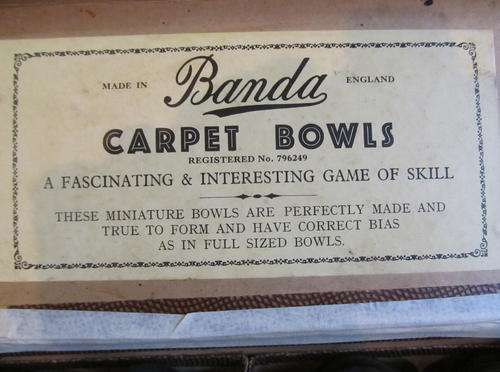 MADE IN Banda ENGLAND
CARPET BOWLS
REGISTERED No. 796249
A FASCINATING & INTERESTING GAME OF SKILL
THESE MINIATURE BOWLS ARE PERFECTLY MADE AND
TRUE TO FORM AND HAVE CORRECT BIAS
AS IN FULL SIZED BOWLS.